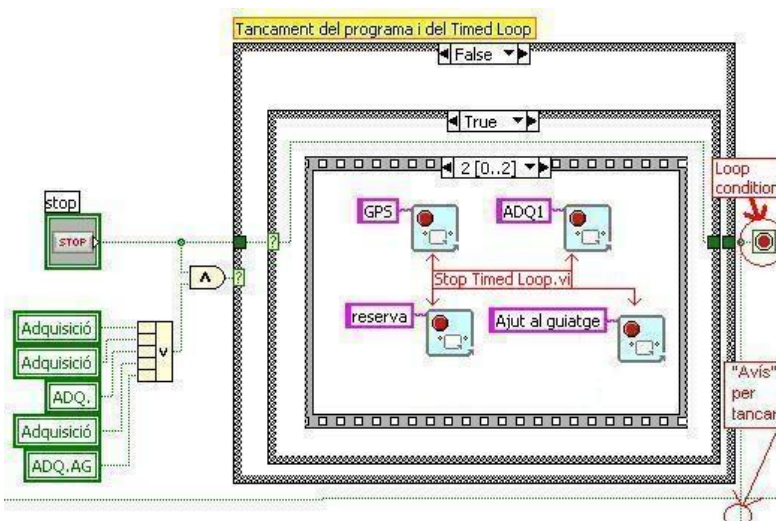 Tancament del programa i del Timed Loop
False
True
2 [0..2]
Loop
condition
stop
STOP
GPS
ADQ1
Stop Timed Loop.vi
reserva
Ajut al guiatge
Adquisició
Adquisició
ADQ.
Adquisició
ADQ.AG
"Avís"
per
tancar